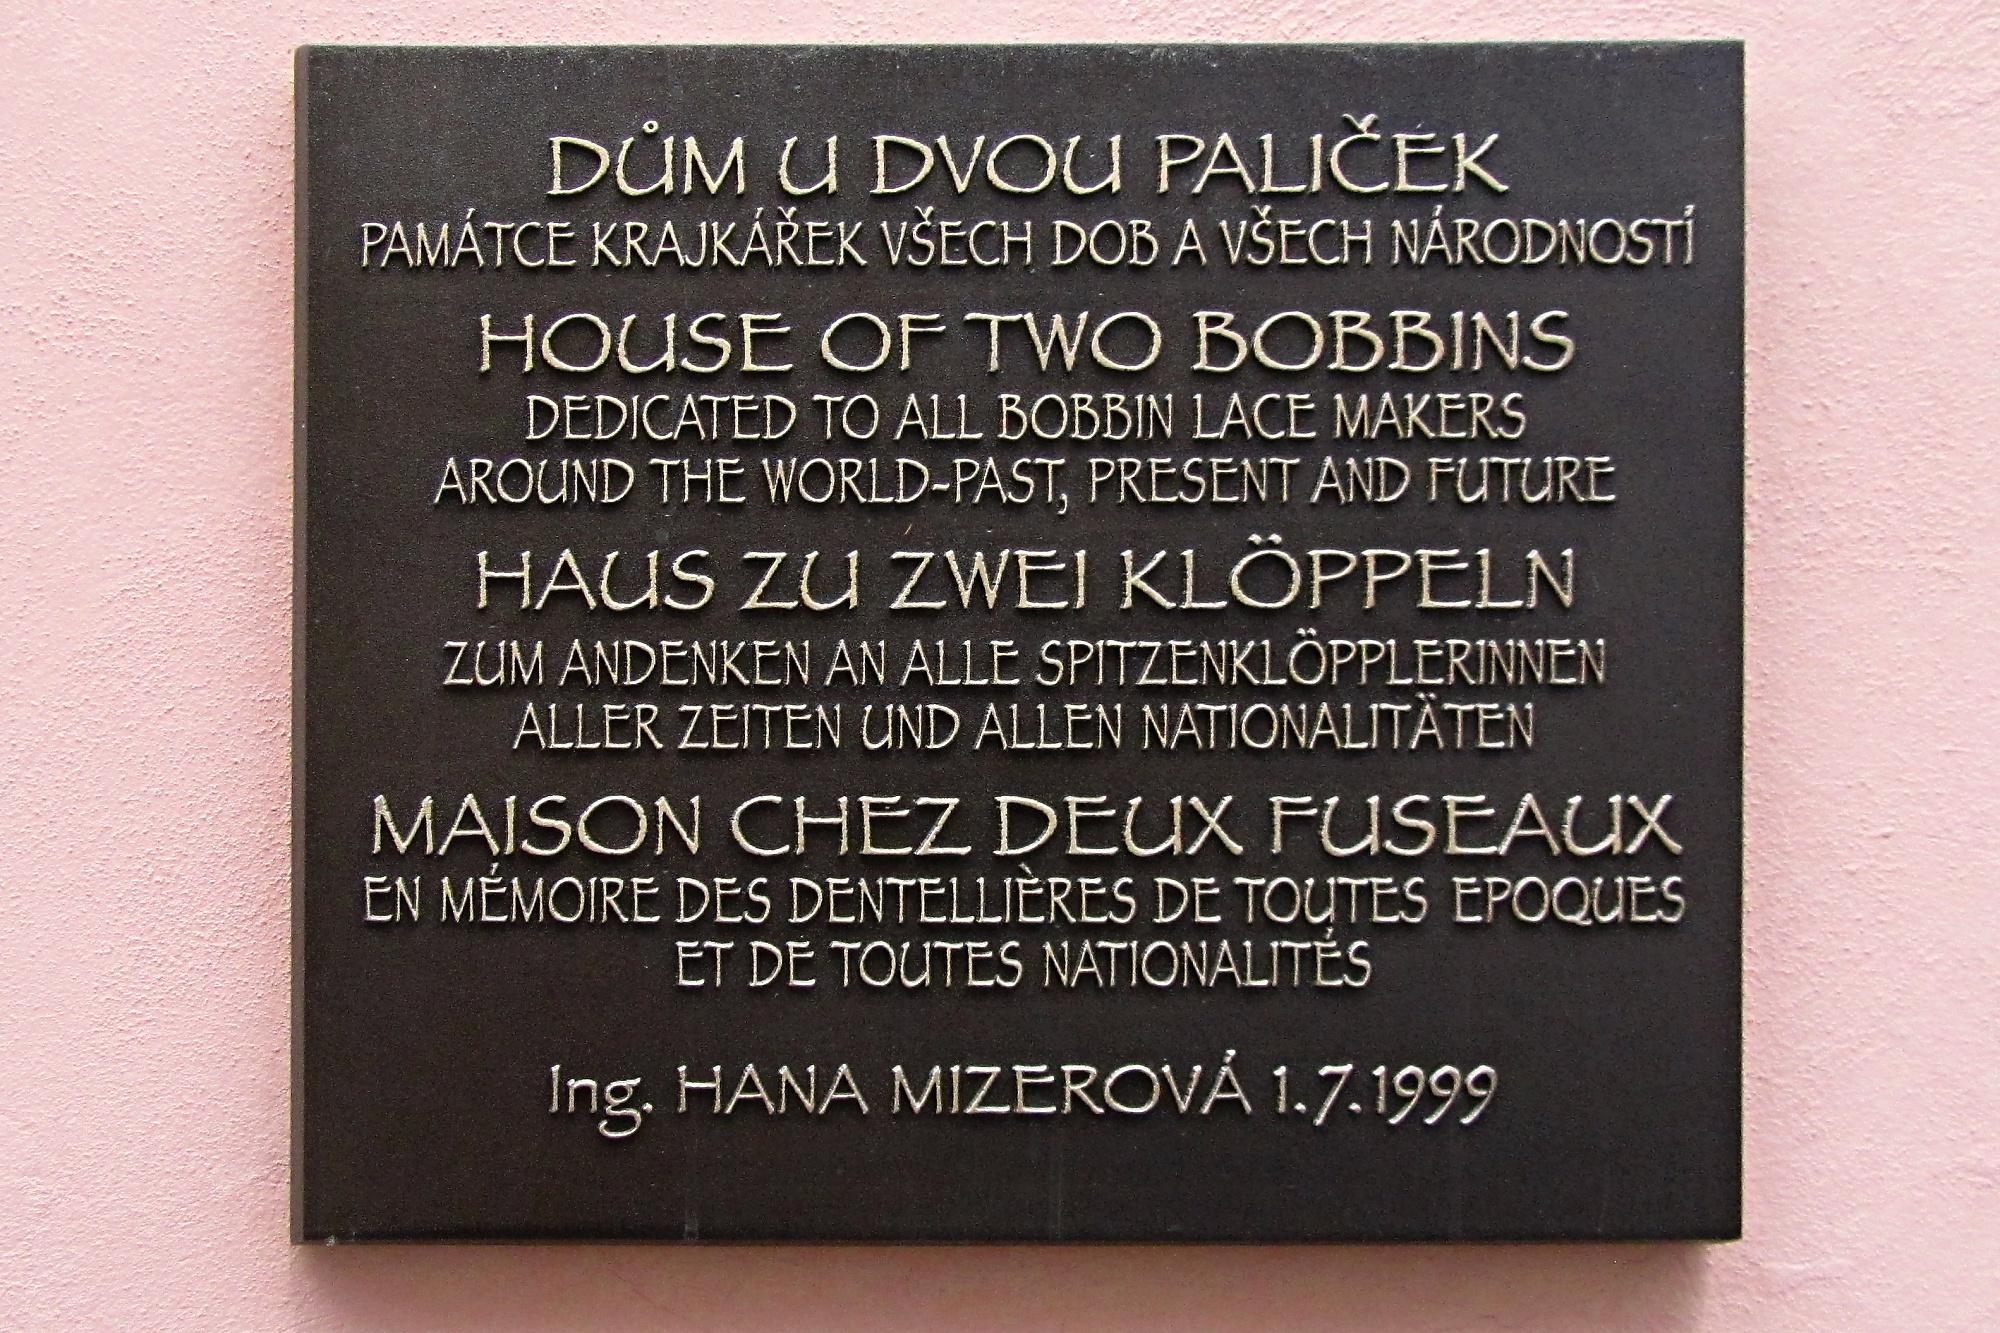 DŮM U DVOU PALIČEK
PAMÁTCE KRAJKÁŘEK VŠECH DOB A VŠECH NÁRODNOSTÍ
HOUSE OF TWO BOBBINS
DEDICATED TO ALL BOBBIN LACE MAKERS
AROUND THE WORLD-PAST, PRESENT AND FUTURE
HAUS ZU ZWEI KLÖPPELN
ZUM ANDENKEN AN ALLE SPITZENKLÖPPLERINNEN
ALLER ZEITEN UND ALLEN NATIONALITÄTEN
MAISON CHEZ DEUX FUSEAUX
EN MÉMOIRE DES DENTELLIÈRES DE TOUTES EPOQUES
ET DE TOUTES NATIONALITÉS
Ing. HANA MIZEROVÁ 1.7.1999